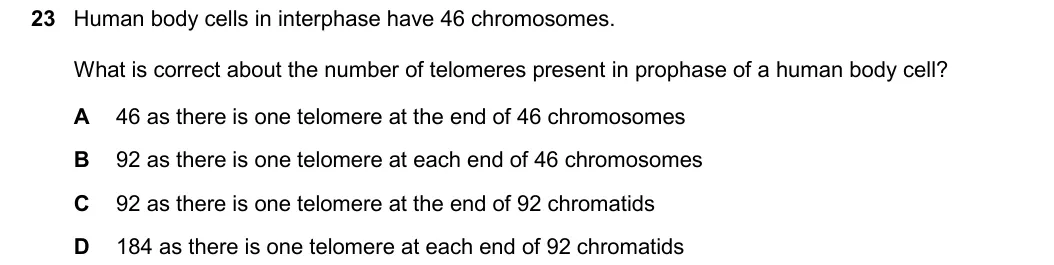 23 Human body cells in interphase have 46 chromosomes.
What is correct about the number of telomeres present in prophase of a human body cell?
A 46 as there is one telomere at the end of 46 chromosomes
B 92 as there is one telomere at each end of 46 chromosomes
C 92 as there is one telomere at the end of 92 chromatids
D 184 as there is one telomere at each end of 92 chromatids